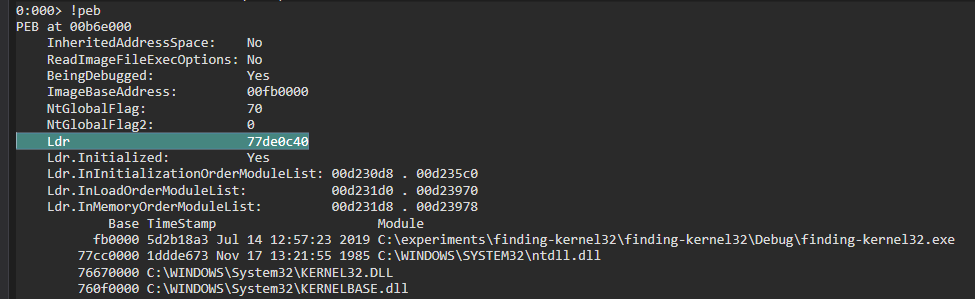 0:000> !peb
PEB at 00b6e000
InheritedAddressSpace: No
ReadImageFileExecOptions: No
BeingDebugged: Yes
ImageBaseAddress: 00fb0000
NtGlobalFlag: 70
NtGlobalFlag2: 0
Ldr 77de0c40
Ldr.Initialized: Yes
Ldr.InInitializationOrderModuleList: 00d230d8 . 00d235c0
Ldr.InLoadOrderModuleList: 00d231d0 . 00d23970
Ldr.InMemoryOrderModuleList: 00d231d8 . 00d23978
Base TimeStamp Module
fb0000 5d2b18a3 Jul 14 12:57:23 2019 C:\experiments\finding-kernel32\finding-kernel32\Debug\finding-kernel32.exe
77cc0000 1ddde673 Nov 17 13:21:55 1985 C:\WINDOWS\SYSTEM32\ntdll.dll
76670000 C:\WINDOWS\System32\KERNEL32.DLL
760f0000 C:\WINDOWS\System32\KERNELBASE.dll